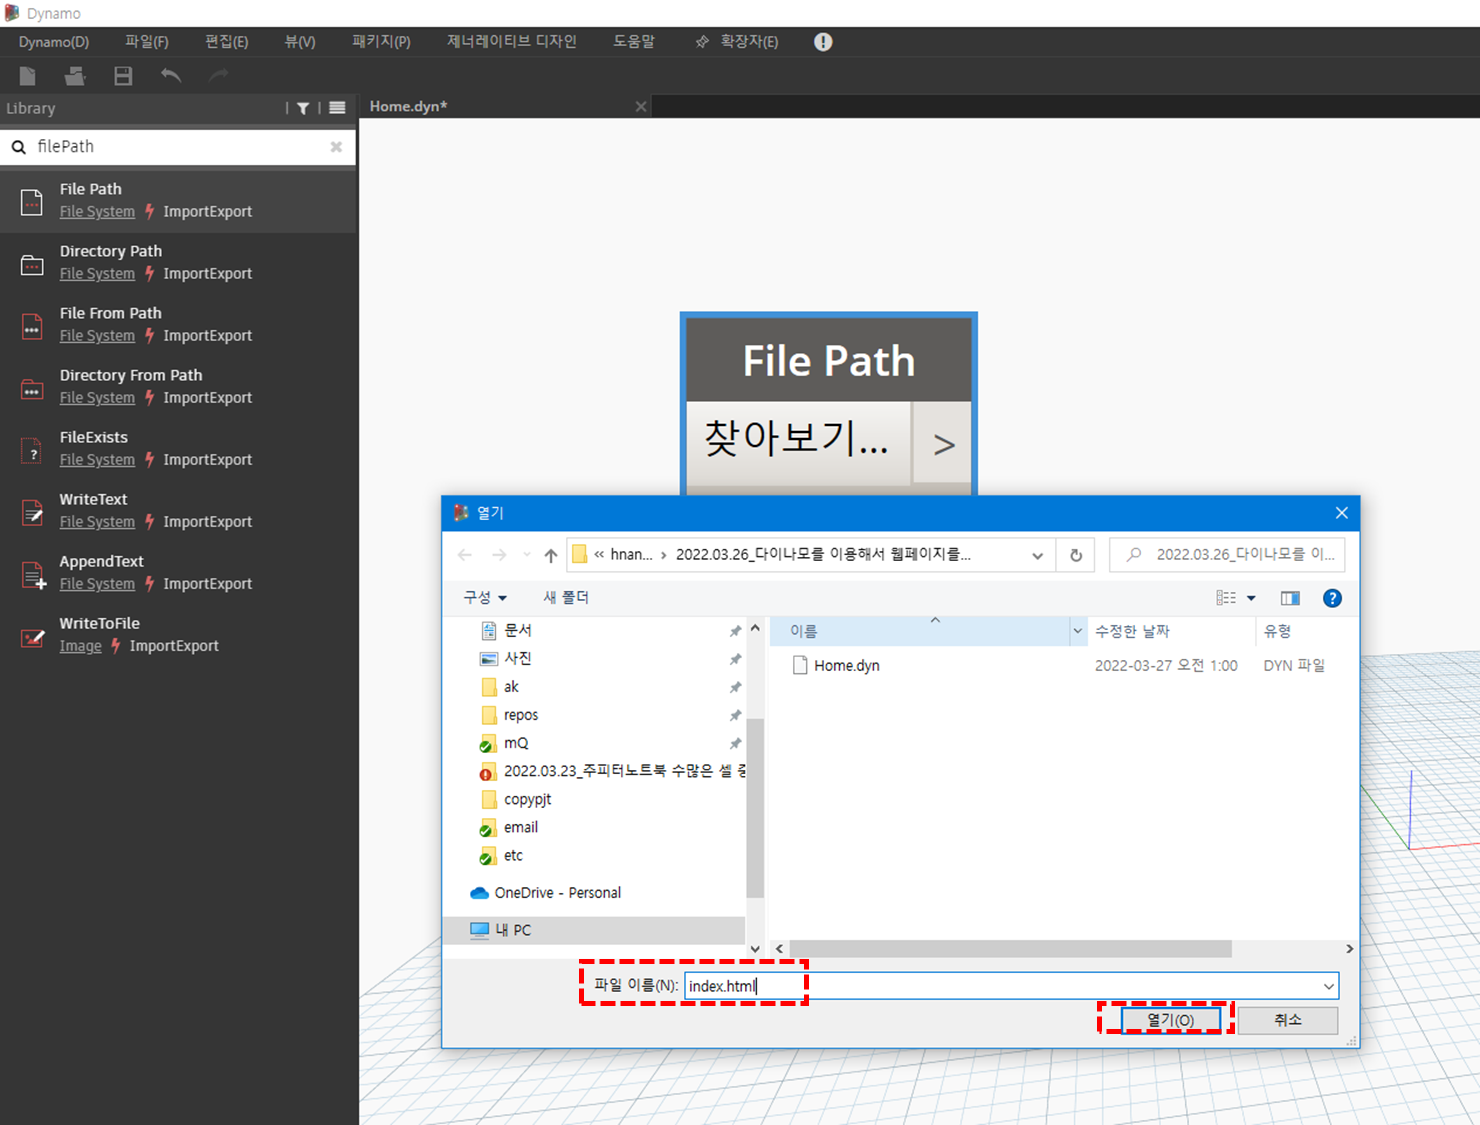 Dynamo
Dynamo(D) 파일(F) 편집(E) 뷰(V) 패키지(P) 제너레이티브 디자인 도움말 확장자(E)
Library
Home.dyn*
filePath
File Path
File System ImportExport
Directory Path
File System ImportExport
File From Path
File System ImportExport
Directory From Path
File System ImportExport
FileExists
File System ImportExport
WriteText
File System ImportExport
AppendText
File System ImportExport
WriteToFile
Image ImportExport
File Path
찾아보기... >
열기
« hnan... › 2022.03.26_다이나모를 이용해서 웹페이지를...
2022.03.26_다이나모를 이...
구성 새 폴더
문서
사진
ak
repos
mQ
2022.03.23_주피터노트북 수많은 셀 중
copypjt
email
etc
OneDrive - Personal
내 PC
이름 수정한 날짜 유형
Home.dyn 2022-03-27 오전 1:00 DYN 파일
파일 이름(N): index.html
열기(O) 취소